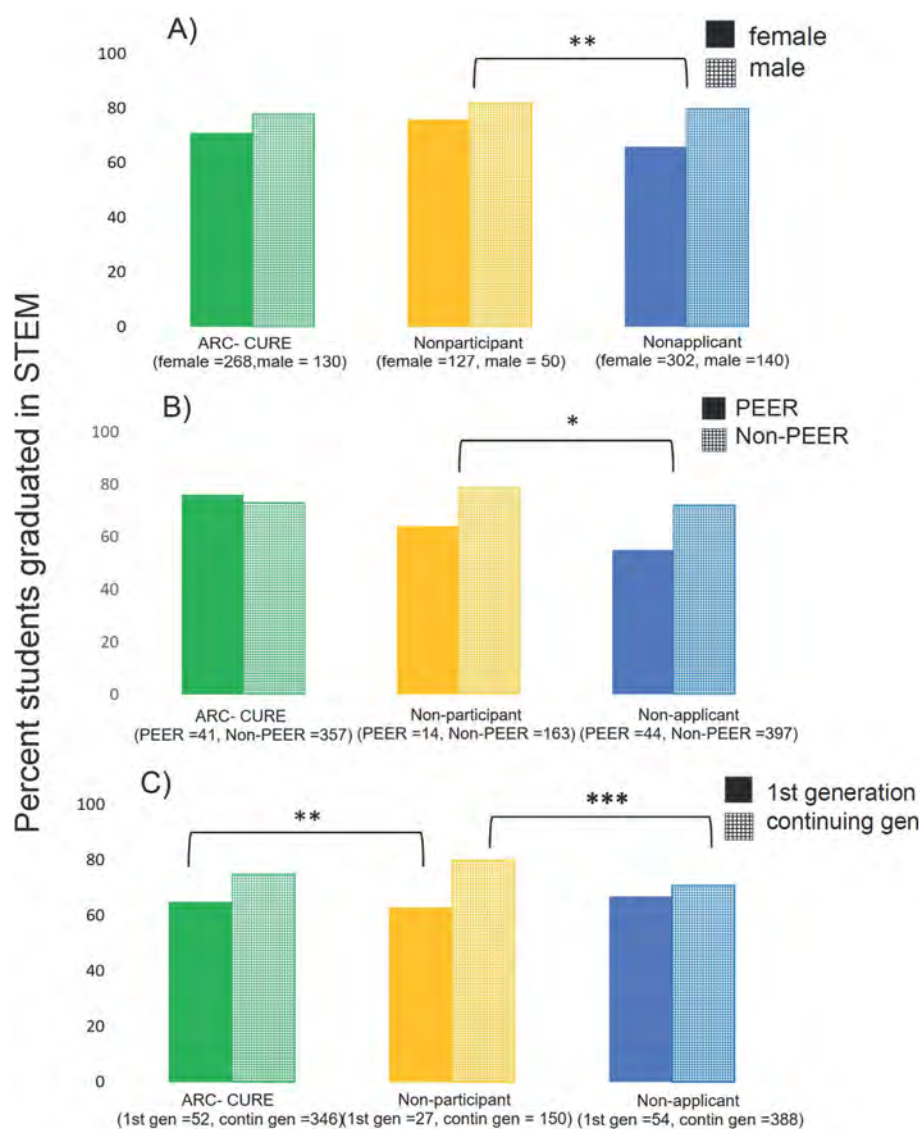 Percent students graduated in STEM
A)
**
female
male
100
80
60
40
20
0
ARC- CURE
(female =268,male = 130)
Nonparticipant
(female =127, male = 50)
Nonapplicant
(female =302, male =140)
B)
*
PEER
Non-PEER
100
80
60
40
20
0
ARC- CURE
(PEER =41, Non-PEER =357)
Non-participant
(PEER =14, Non-PEER =163)
Non-applicant
(PEER =44, Non-PEER =397)
C)
**
***
1st generation
continuing gen
100
80
60
40
20
0
ARC- CURE
(1st gen =52, contin gen =346)
Non-participant
(1st gen =27, contin gen = 150)
Non-applicant
(1st gen =54, contin gen =388)